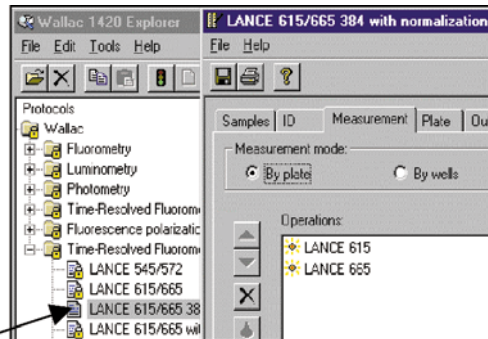 Wallac 1420 Explorer
File Edit Tools Help
Protocols
Wallac
Fluorometry
Luminometry
Photometry
Time-Resolved Fluorom
Fluorescence polarizatic
Time-Resolved Fluorom
LANCE 545/572
LANCE 615/665
LANCE 615/665 38
LANCE 615/665 wit
LANCE 615/665 384 with normalization
File Help
Samples ID Measurement Plate Ou
Measurement mode:
By plate By wells
Operations:
LANCE 615
LANCE 665